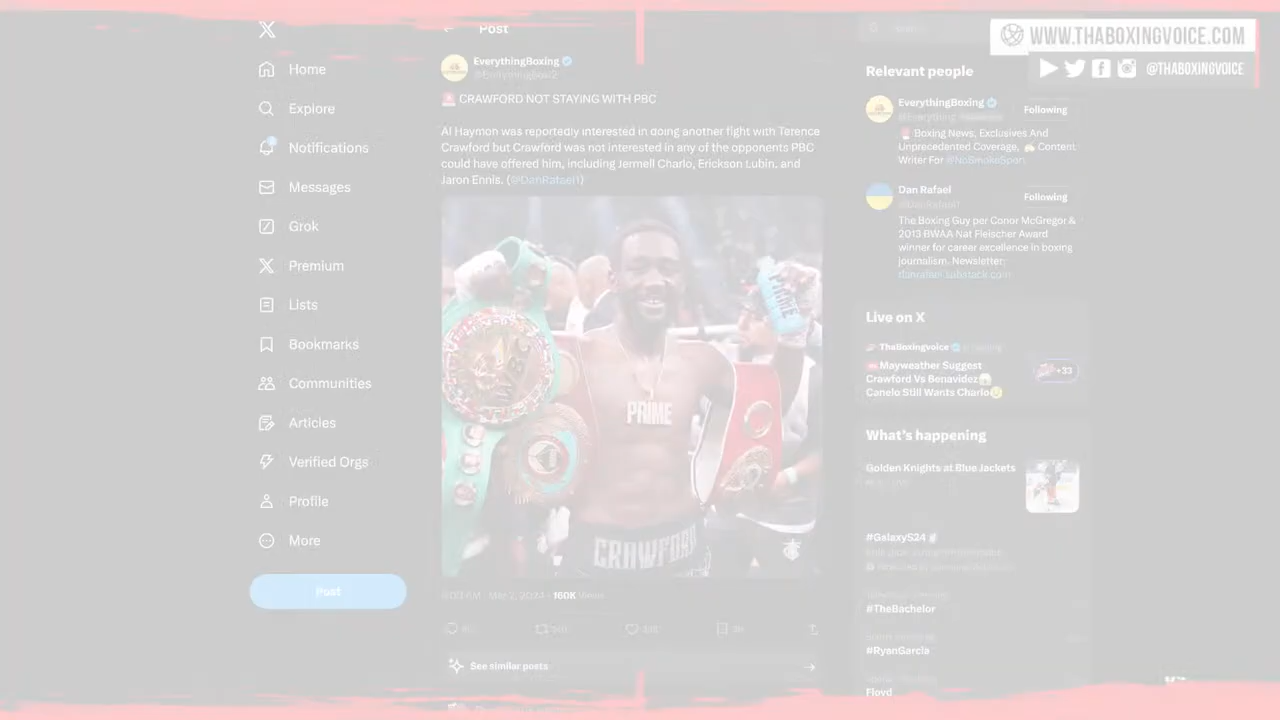 WWW.THABOXINGVOICE.COM
@THABOXINGVOICE
Home
Explore
Notifications
Messages
Grok
Premium
Lists
Bookmarks
Communities
Articles
Verified Orgs
Profile
More
Post
Post
EverythingBoxing
CRAWFORD NOT STAYiNG WITH PBC
Al Haymon was reportedly interested in doing another fight with Terence
Crawford but Crawford was not interested in any of the opponents PBC
could have offered him, including Jermell Charlo, Erickson Lubin, and
Jaron Ennis. (@DanRafael1)
PRIME
PRIME
CRAWFORD
Mar 2, 2024 · 160K Views
See similar posts
Relevant people
EverythingBoxing
Following
Boxing News, Exclusives And
Unprecedented Coverage, Content
Writer For @NoSmokeSport
Dan Rafael
@DanRafael1
Following
The Boxing Guy per Conor McGregor &
2013 BWAA Nat Fleischer Award
winner for career excellence in boxing
journalism. Newsletter:
danrafael.substack.com
Live on X
ThaBoxingvoice
Mayweather Suggest
Crawford Vs Benavidez
Canelo Still Wants Charlo
+33
What's happening
Golden Knights at Blue Jackets
#GalaxyS24
#TheBachelor
#RyanGarcia
Floyd